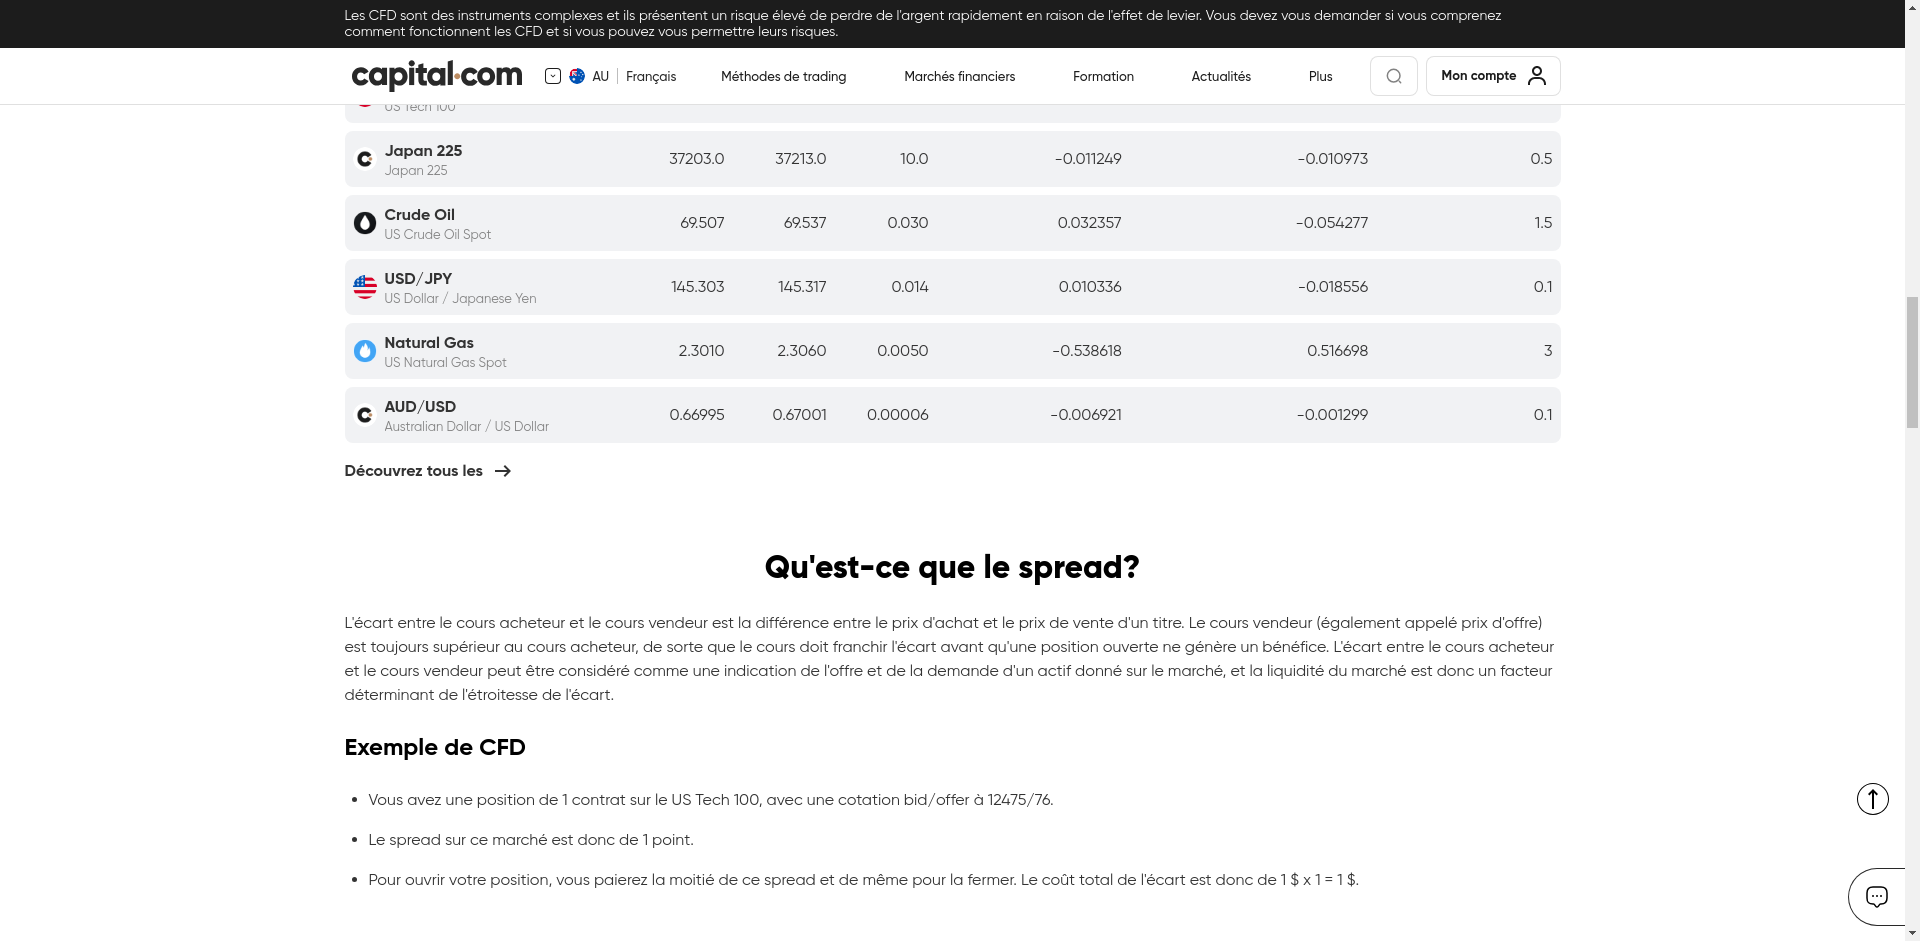 Les CFD sont des instruments complexes et ils présentent un risque élevé de perdre de l'argent rapidement en raison de l'effet de levier. Vous devez vous demander si vous comprenez
comment fonctionnent les CFD et si vous pouvez vous permettre leurs risques.
capital.com AU Français Méthodes de trading Marchés financiers Formation Actualités Plus Mon compte
US Tech 100
Japan 225 37203.0 37213.0 10.0 -0.011249 -0.010973 0.5
Japan 225
Crude Oil 69.507 69.537 0.030 0.032357 -0.054277 1.5
US Crude Oil Spot
USD/JPY 145.303 145.317 0.014 0.010336 -0.018556 0.1
US Dollar / Japanese Yen
Natural Gas 2.3010 2.3060 0.0050 -0.538618 0.516698 3
US Natural Gas Spot
AUD/USD 0.66995 0.67001 0.00006 -0.006921 -0.001299 0.1
Australian Dollar / US Dollar
Découvrez tous les
Qu'est-ce que le spread?
L'écart entre le cours acheteur et le cours vendeur est la différence entre le prix d'achat et le prix de vente d'un titre. Le cours vendeur (également appelé prix d'offre)
est toujours supérieur au cours acheteur, de sorte que le cours doit franchir l'écart avant qu'une position ouverte ne génère un bénéfice. L'écart entre le cours acheteur
et le cours vendeur peut être considéré comme une indication de l'offre et de la demande d'un actif donné sur le marché, et la liquidité du marché est donc un facteur
déterminant de l'étroitesse de l'écart.
Exemple de CFD
Vous avez une position de 1 contrat sur le US Tech 100, avec une cotation bid/offer à 12475/76.
Le spread sur ce marché est donc de 1 point.
Pour ouvrir votre position, vous paierez la moitié de ce spread et de même pour la fermer. Le coût total de l'écart est donc de 1 $ x 1 = 1 $.